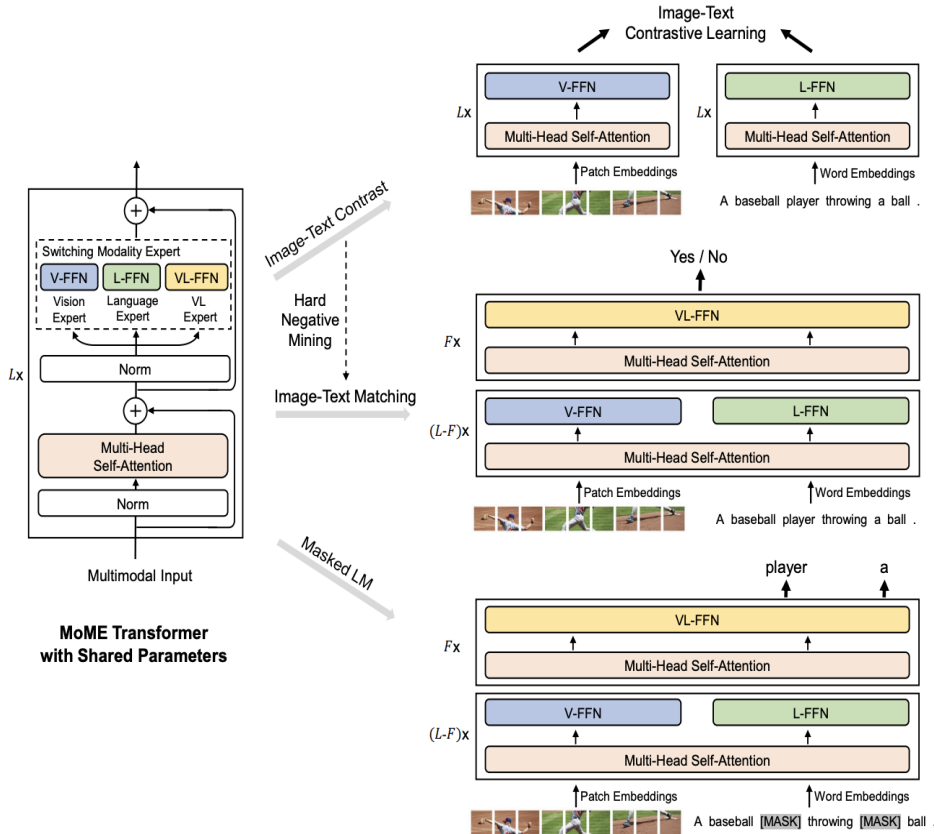 Image-Text
Contrastive Learning
V-FFN
L-FFN
Lx
Lx
Multi-Head Self-Attention
Multi-Head Self-Attention
Patch Embeddings
Word Embeddings
A baseball player throwing a ball .
Image-Text Contrast
Hard
Negative
Mining
Image-Text Matching
Masked LM
Switching Modality Expert
V-FFN
L-FFN
VL-FFN
Vision
Expert
Language
Expert
VL
Expert
Norm
Lx
Multi-Head
Self-Attention
Norm
Multimodal Input
MoME Transformer
with Shared Parameters
Yes / No
VL-FFN
Fx
Multi-Head Self-Attention
V-FFN
L-FFN
(L-F)x
Multi-Head Self-Attention
Patch Embeddings
Word Embeddings
A baseball player throwing a ball .
player
a
VL-FFN
Fx
Multi-Head Self-Attention
V-FFN
L-FFN
(L-F)x
Multi-Head Self-Attention
Patch Embeddings
Word Embeddings
A baseball [MASK] throwing [MASK] ball .